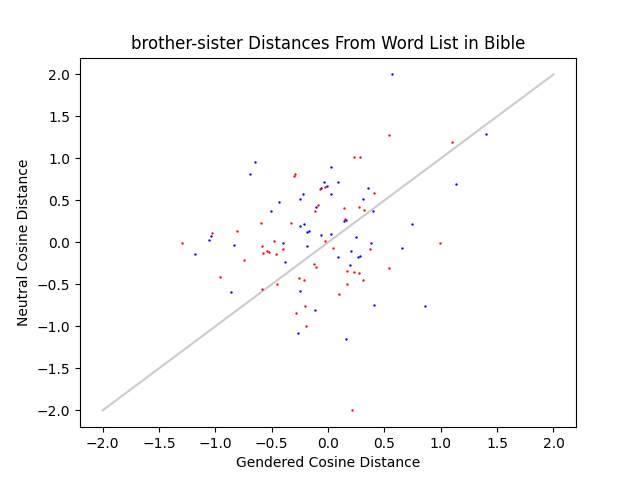 brother-sister Distances From Word List in Bible
Neutral Cosine Distance
2.0
1.5
1.0
0.5
0.0
−0.5
−1.0
−1.5
−2.0
−2.0 −1.5 −1.0 −0.5 0.0 0.5 1.0 1.5 2.0
Gendered Cosine Distance